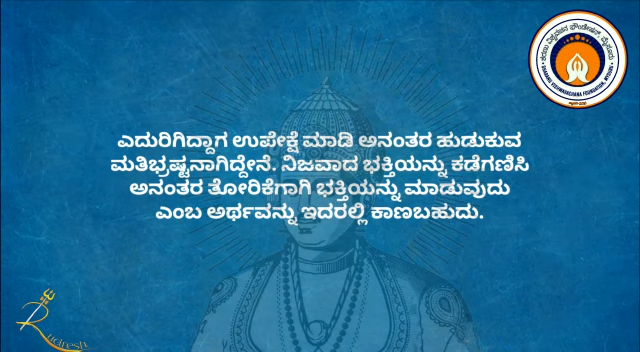 ಎದುರಿಗಿದ್ದಾಗ ಉಪೇಕ್ಷೆ ಮಾಡಿ ಅನಂತರ ಹುಡುಕುವ
ಮತಿಭ್ರಷ್ಟನಾಗಿದ್ದೇನೆ. ನಿಜವಾದ ಭಕ್ತಿಯನ್ನು ಕಡೆಗಣಿಸಿ
ಅನಂತರ ತೋರಿಕೆಗಾಗಿ ಭಕ್ತಿಯನ್ನು ಮಾಡುವುದು
ಎಂಬ ಅರ್ಥವನ್ನು ಇದರಲ್ಲಿ ಕಾಣಬಹುದು.
Rudresh